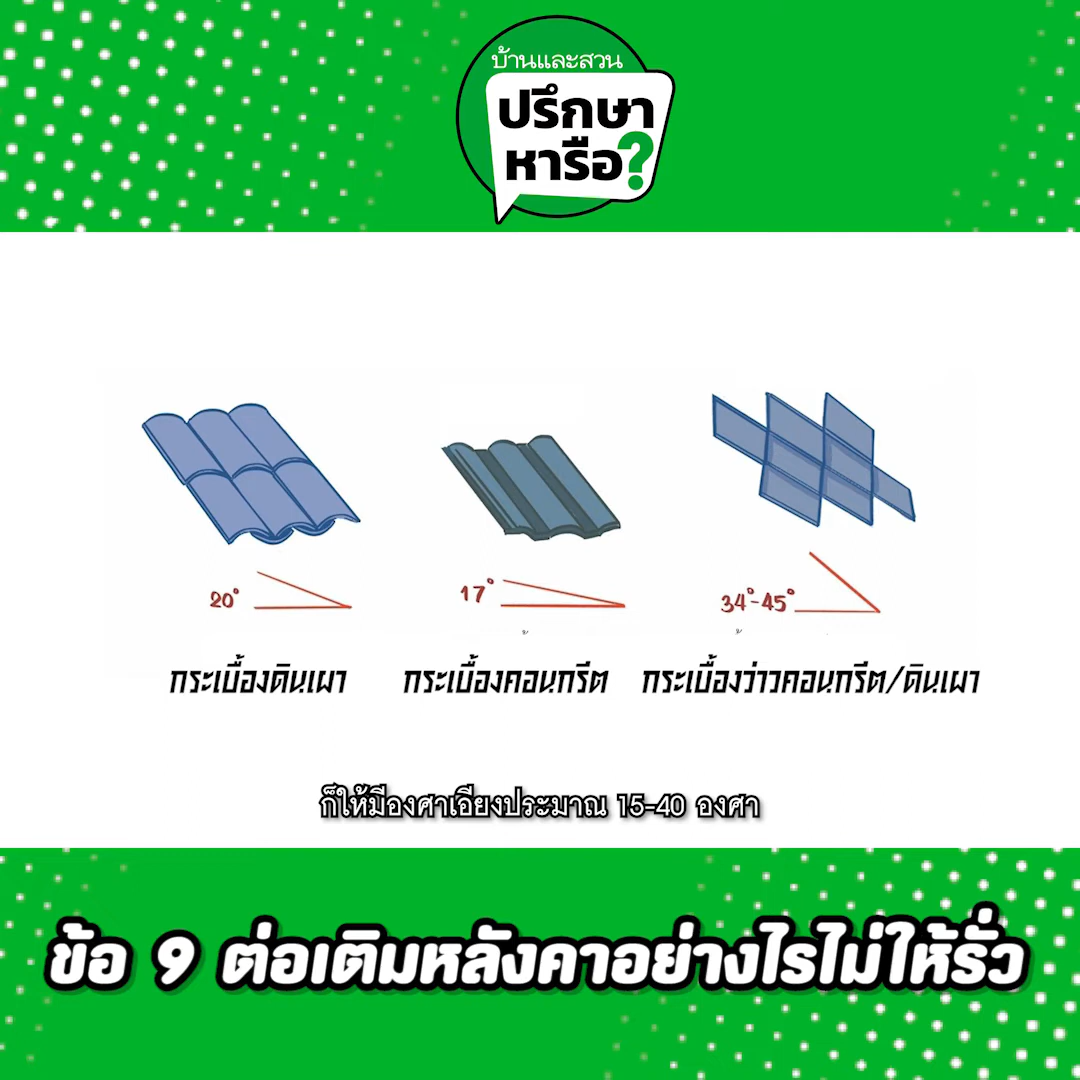 บ้านและสวน
ปรึกษา
หารือ?
20° 17° 34°-45°
กระเบื้องดินเผา กระเบื้องคอนกรีต กระเบื้องว่าวคอนกรีต/ดินเผา
ก็ให้มีองศาเอียงประมาณ 15-40 องศา
ข้อ 9 ต่อเติมหลังคาอย่างไรไม่ให้รั่ว